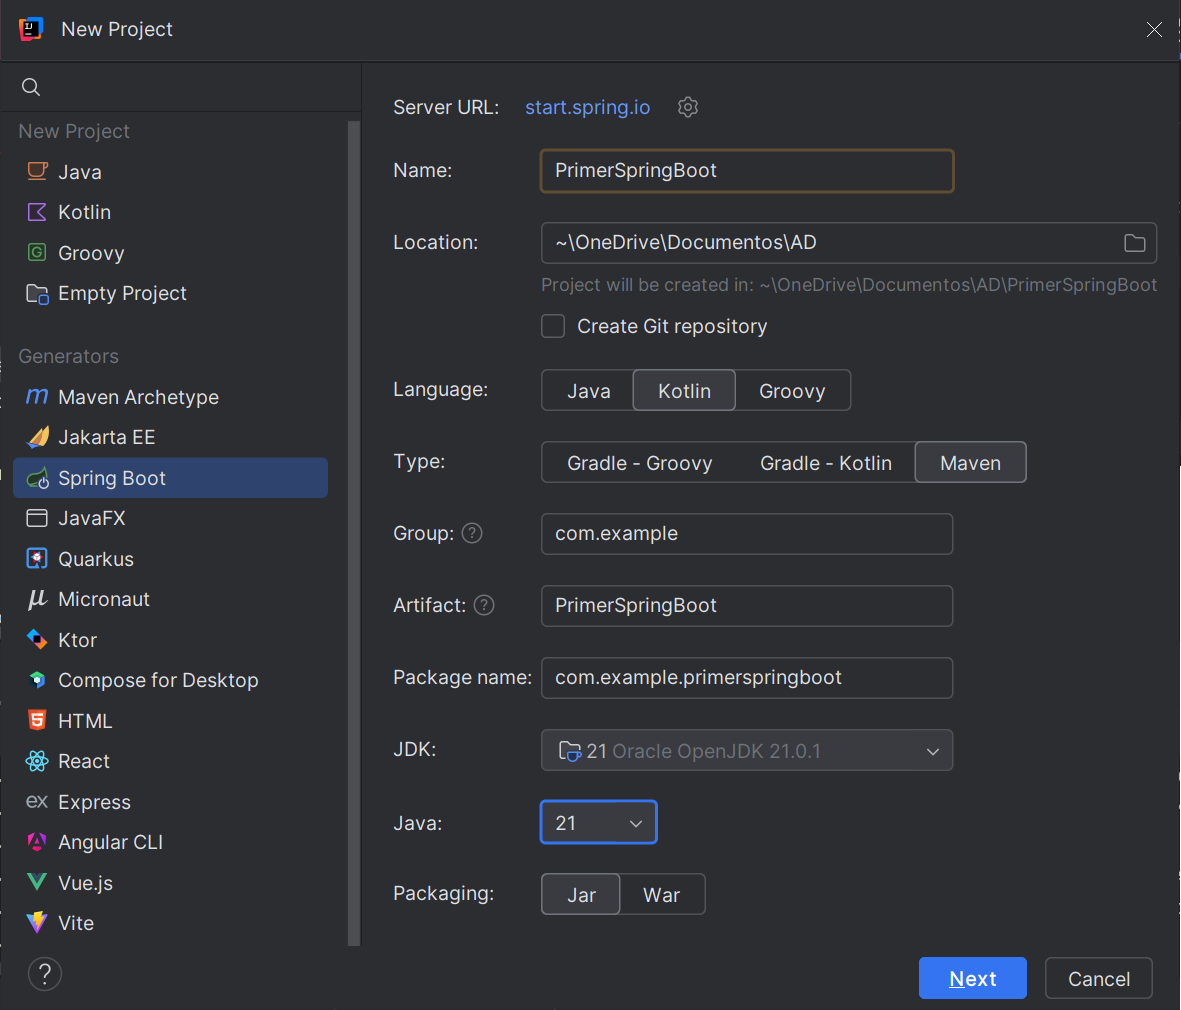 New Project
New Project
Java
Kotlin
Groovy
Empty Project
Generators
Maven Archetype
Jakarta EE
Spring Boot
JavaFX
Quarkus
Micronaut
Ktor
Compose for Desktop
HTML
React
ex Express
Angular CLI
Vue.js
Vite
?
Server URL: start.spring.io
Name: PrimerSpringBoot
Location: ~\OneDrive\Documentos\AD
Project will be created in: ~\OneDrive\Documentos\AD\PrimerSpringBoot
Create Git repository
Language: Java Kotlin Groovy
Type: Gradle - Groovy Gradle - Kotlin Maven
Group: ? com.example
Artifact: ? PrimerSpringBoot
Package name: com.example.primerspringboot
JDK: 21 Oracle OpenJDK 21.0.1
Java: 21
Packaging: Jar War
Next Cancel